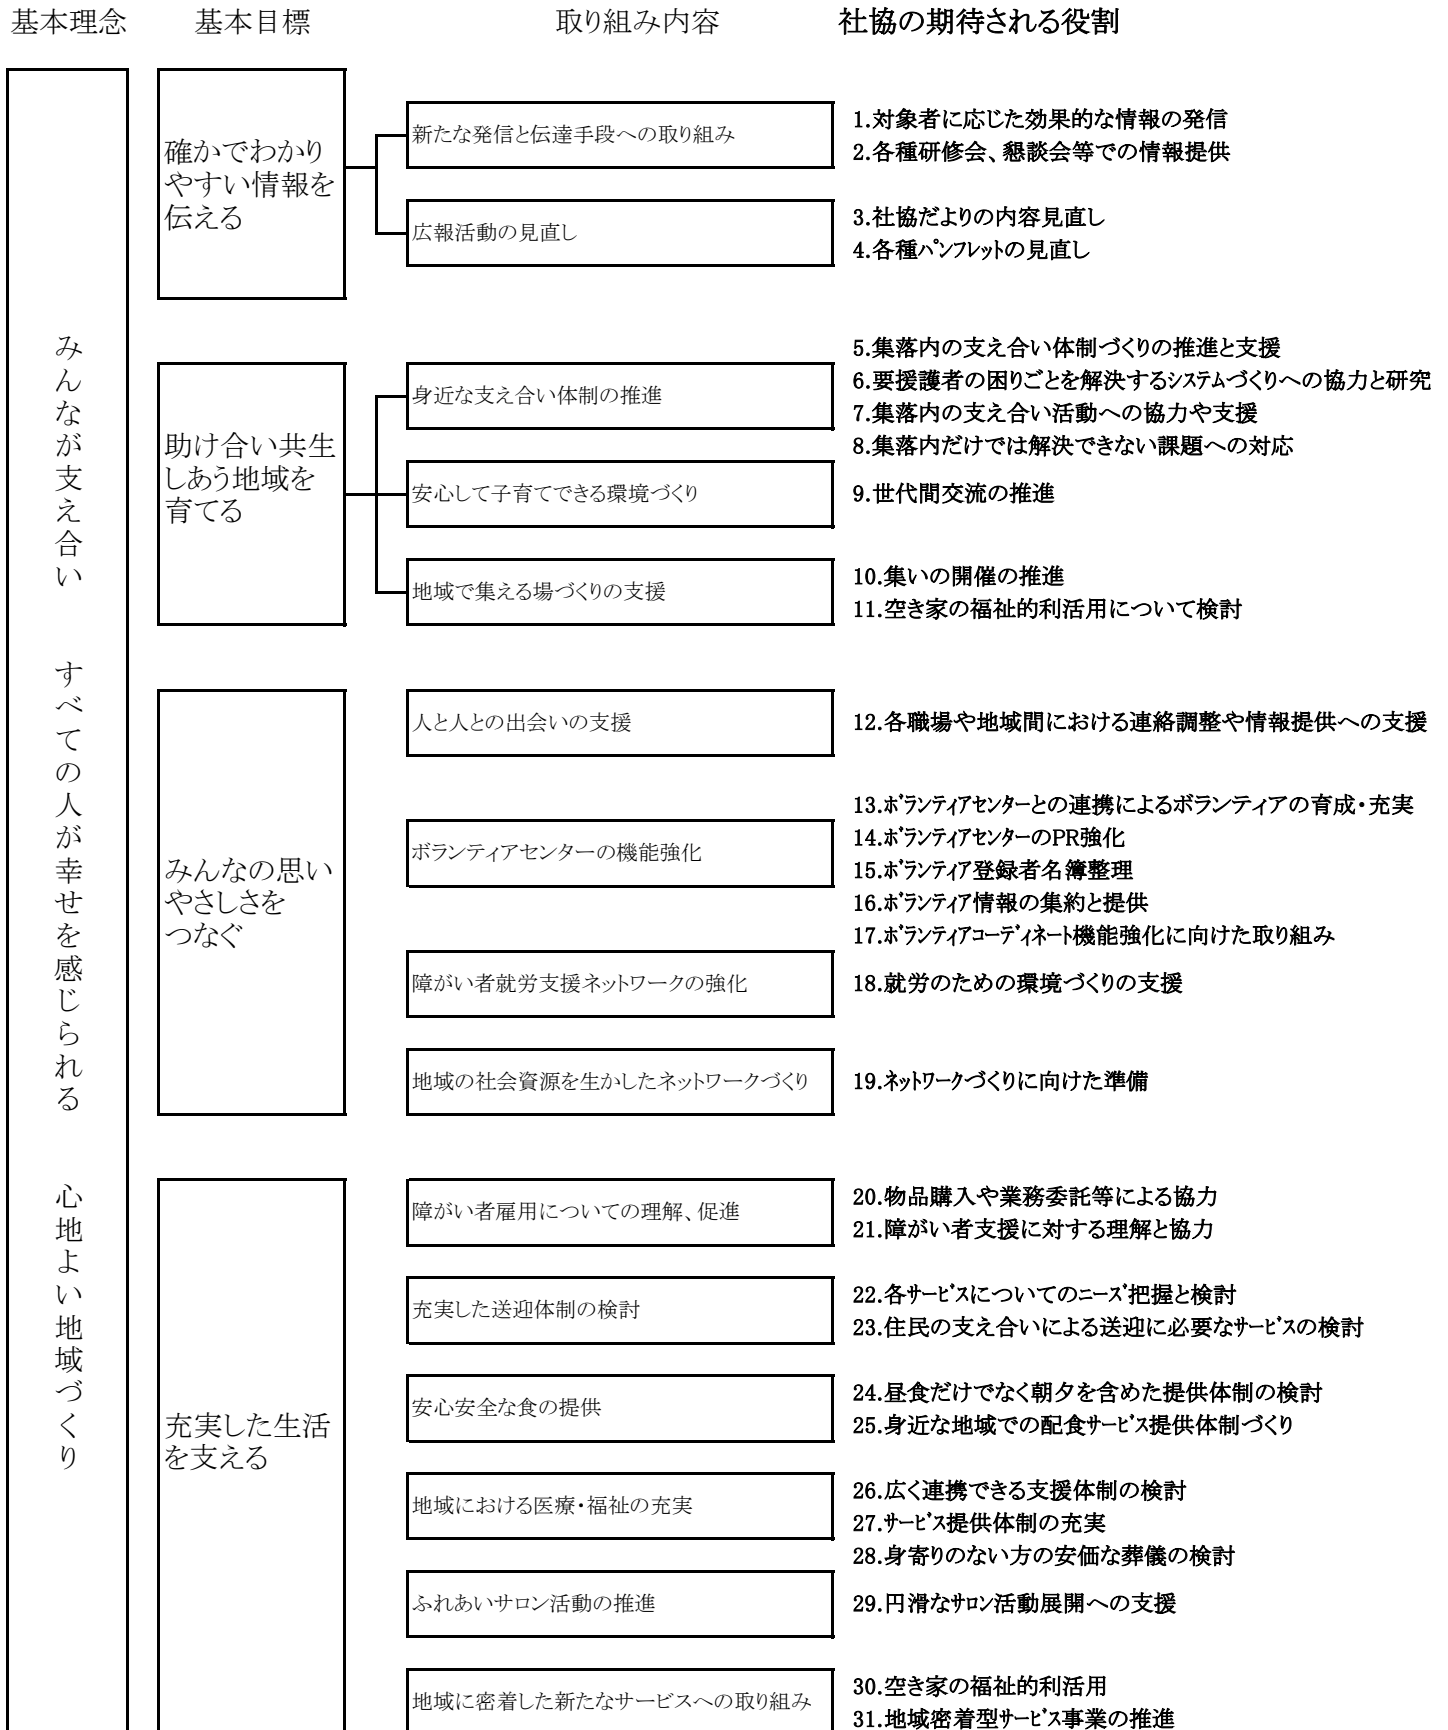 基本理念
基本目標
取り組み内容
社協の期待される役割
みんなが支え合い　すべての人が幸せを感じられる　心地よい地域づくり
確かでわかり
やすい情報を
伝える
新たな発信と伝達手段への取り組み
1.対象者に応じた効果的な情報の発信
2.各種研修会、懇談会等での情報提供
広報活動の見直し
3.社協だよりの内容見直し
4.各種ﾊﾟﾝﾌﾚｯﾄの見直し
助け合い共生
しあう地域を
育てる
身近な支え合い体制の推進
5.集落内の支え合い体制づくりの推進と支援
6.要援護者の困りごとを解決するｼｽﾃﾑづくりへの協力と研究
7.集落内の支え合い活動への協力や支援
8.集落内だけでは解決できない課題への対応
安心して子育てできる環境づくり
9.世代間交流の推進
地域で集える場づくりの支援
10.集いの開催の推進
11.空き家の福祉的利活用について検討
みんなの思い
やさしさを
つなぐ
人と人との出会いの支援
12.各職場や地域間における連絡調整や情報提供への支援
ボランティアセンターの機能強化
13.ﾎﾞﾗﾝﾃｨｱｾﾝﾀｰとの連携によるボランティアの育成・充実
14.ﾎﾞﾗﾝﾃｨｱセンターのPR強化
15.ﾎﾞﾗﾝﾃｨｱ登録者名簿整理
16.ﾎﾞﾗﾝﾃｨｱ情報の集約と提供
17.ﾎﾞﾗﾝﾃｨｱｺｰﾃﾞｨﾈｰﾄ機能強化に向けた取り組み
障がい者就労支援ネットワークの強化
18.就労のための環境づくりの支援
地域の社会資源を生かしたネットワークづくり
19.ﾈｯﾄﾜｰｸづくりに向けた準備
充実した生活
を支える
障がい者雇用についての理解、促進
20.物品購入や業務委託等による協力
21.障がい者支援に対する理解と協力
充実した送迎体制の検討
22.各ｻｰﾋﾞｽについてのﾆｰｽﾞ把握と検討
23.住民の支え合いによる送迎に必要なｻｰﾋﾞｽの検討
安心安全な食の提供
24.昼食だけでなく朝夕を含めた提供体制の検討
25.身近な地域での配食ｻｰﾋﾞｽ提供体制づくり
地域における医療・福祉の充実
26.広く連携できる支援体制の検討
27.ｻｰﾋﾞｽ提供体制の充実
28.身寄りのない方の安価な葬儀の検討
ふれあいサロン活動の推進
29.円滑なｻﾛﾝ活動展開への支援
地域に密着した新たなサービスへの取り組み
30.空き家の福祉的利活用
31.地域密着型ｻｰﾋﾞｽ事業の推進